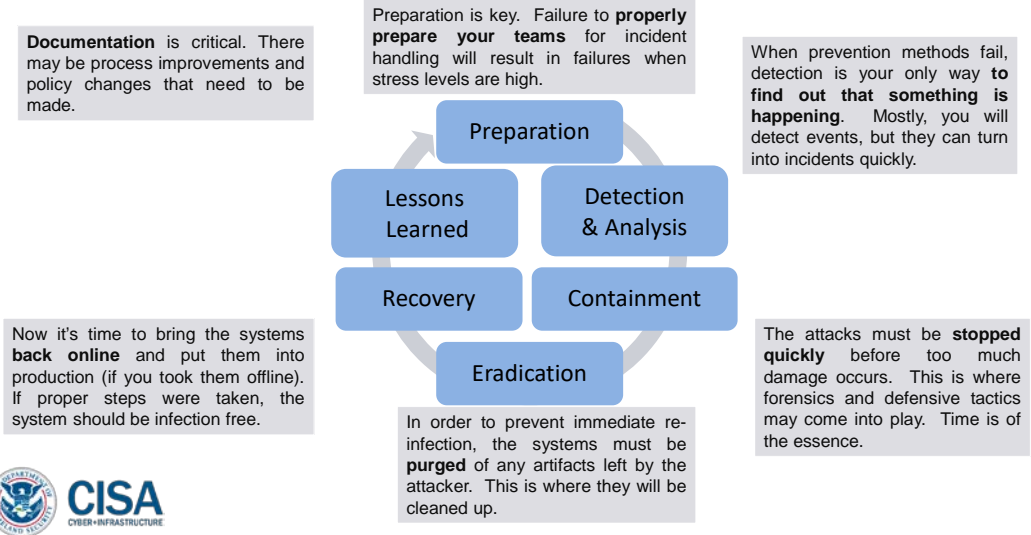 Preparation is key. Failure to properly
prepare your teams for incident
handling will result in failures when
stress levels are high.
Documentation is critical. There
may be process improvements and
policy changes that need to be
made.
When prevention methods fail,
detection is your only way to
find out that something is
happening. Mostly, you will
detect events, but they can turn
into incidents quickly.
Preparation
Lessons
Learned
Detection
& Analysis
Recovery
Containment
Eradication
Now it's time to bring the systems
back online and put them into
production (if you took them offline).
If proper steps were taken, the
system should be infection free.
The attacks must be stopped
quickly before too much
damage occurs. This is where
forensics and defensive tactics
may come into play. Time is of
the essence.
In order to prevent immediate re-
infection, the systems must be
purged of any artifacts left by the
attacker. This is where they will be
cleaned up.
CISA
CYBER+INFRASTRUCTURE